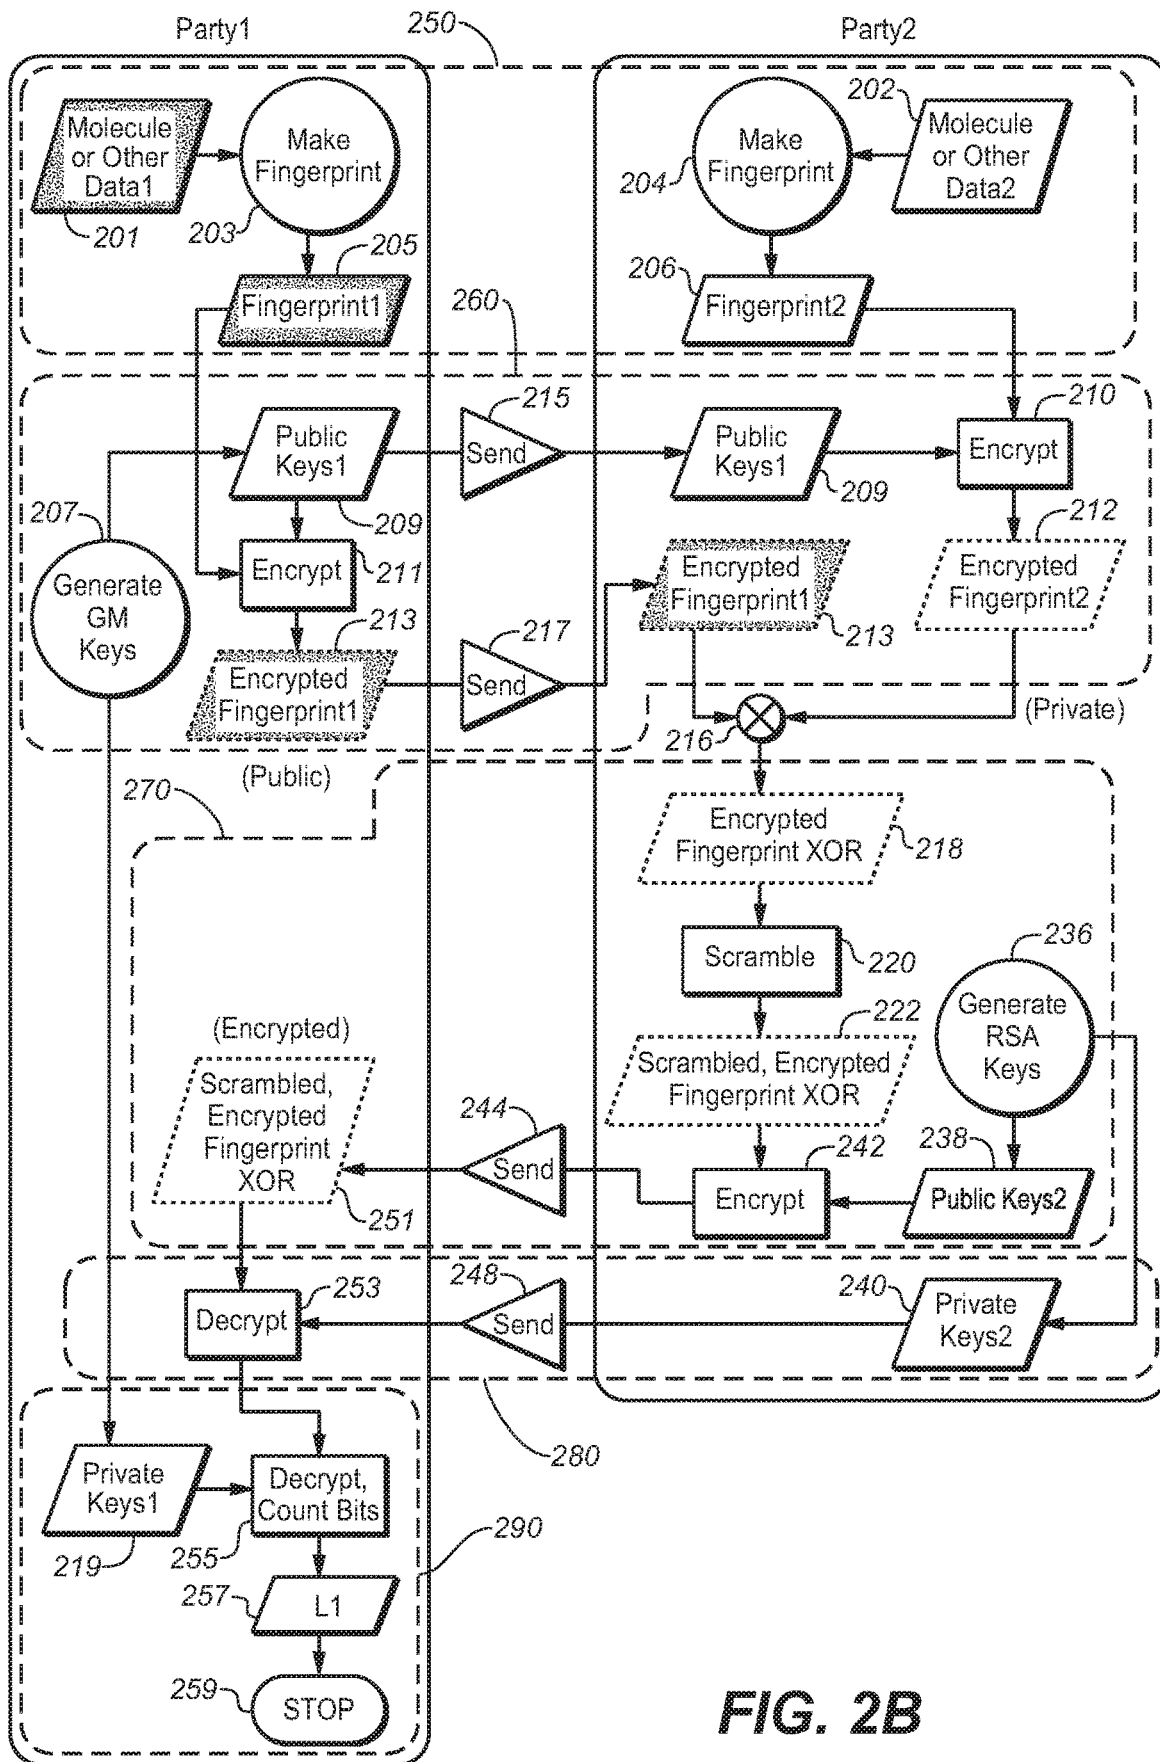 Party1
250
Party2
Molecule
or Other
Data1
201
Make
Fingerprint
203
205
Fingerprint1
202
Molecule
or Other
Data2
Make
Fingerprint
204
206
Fingerprint2
260
215
210
Public
Keys1
209
Send
Public
Keys1
209
Encrypt
207
Generate
GM
Keys
Encrypt
211
213
Encrypted
Fingerprint1
217
Send
Encrypted
Fingerprint1
213
212
Encrypted
Fingerprint2
216
(Private)
(Public)
270
Encrypted
Fingerprint XOR
218
Scramble
220
236
Generate
RSA
Keys
222
Scrambled, Encrypted
Fingerprint XOR
(Encrypted)
Scrambled,
Encrypted
Fingerprint
XOR
251
244
Send
242
Encrypt
238
Public Keys2
253
Decrypt
248
Send
240
Private
Keys2
280
Private
Keys1
219
Decrypt,
Count Bits
255
290
257
L1
259
STOP
FIG. 2B